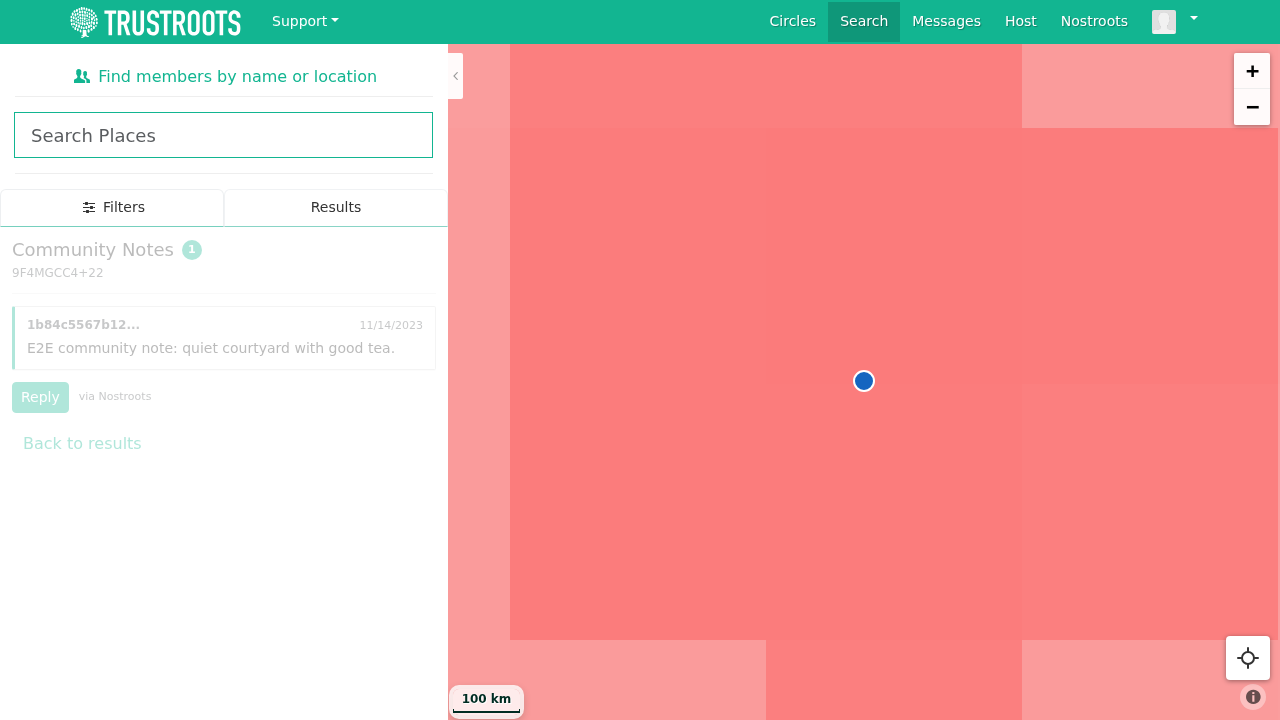 TRUSTROOTS
Support
Circles
Search
Messages
Host
Nostroots
Find members by name or location
Search Places
Filters
Results
Community Notes 1
9F4MGCC4+22
1b84c5567b12...
11/14/2023
E2E community note: quiet courtyard with good tea.
Reply
via Nostroots
Back to results
+
−
100 km